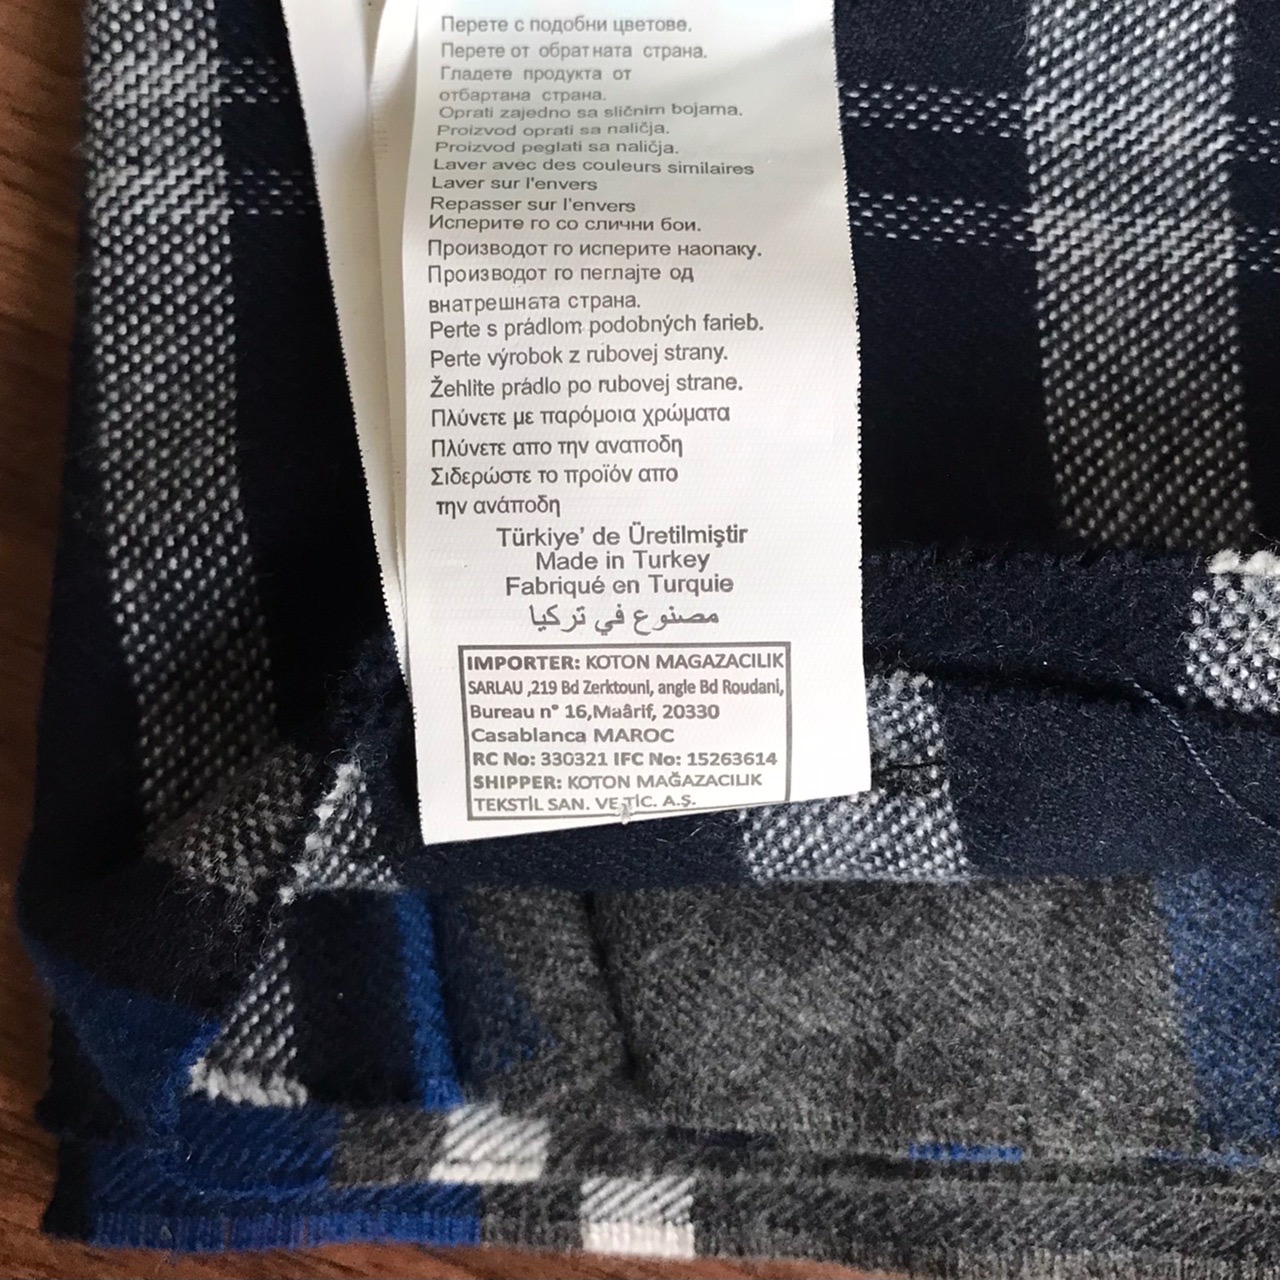 Перете с подобни цветове.
Перете от обратната страна.
Гладете продукта от
отбартана страна.
Oprati zajedno sa sličnim bojama.
Proizvod oprati sa naličja.
Proizvod peglati sa naličja.
Laver avec des couleurs similaires
Laver sur l'envers
Repasser sur l'envers
Исперите го со слични бои.
Производот го исперите наопаку.
Производот го пеглајте од
внатрешната страна.
Perte s prádlom podobných farieb.
Perte výrobok z rubovej strany.
Žehlite prádlo po rubovej strane.
Πλύνετε με παρόμοια χρώματα
Πλύνετε απο την αναποδη
Σιδερώστε το προϊόν απο
την ανάποδη
Türkiye' de Üretilmiştir
Made in Turkey
Fabriqué en Turquie
مصنوع في تركيا
IMPORTER: KOTON MAGAZACILIK
SARLAU ,219 Bd Zerktouni, angle Bd Roudani,
Bureau n° 16,Maârif, 20330
Casablanca MAROC
RC No: 330321 IFC No: 15263614
SHIPPER: KOTON MAĞAZACILIK
TEKSTİL SAN. VE TİC. A.Ş.